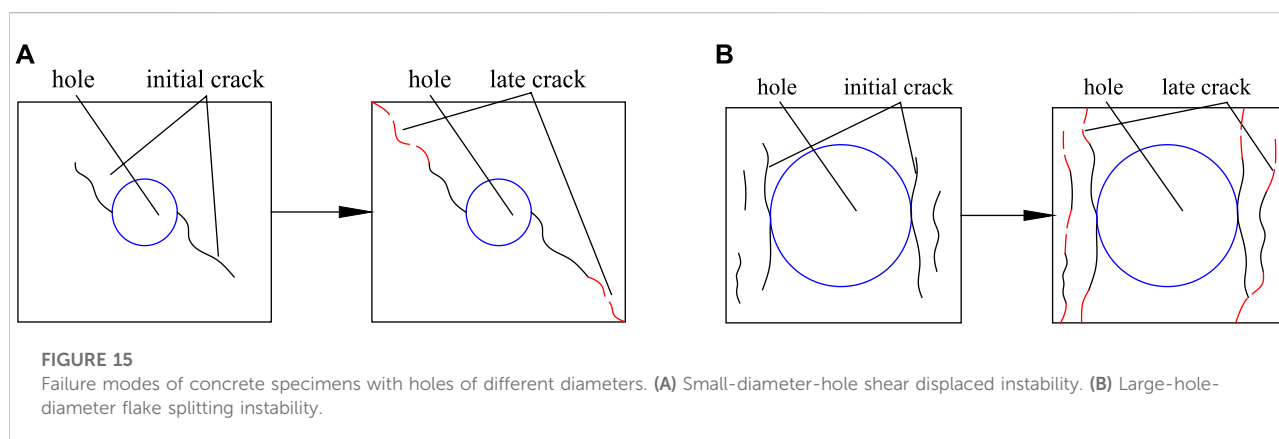 A
B
hole initial crack hole late crack
hole initial crack hole late crack
FIGURE 15
Failure modes of concrete specimens with holes of different diameters. (A) Small-diameter-hole shear displaced instability. (B) Large-hole-
diameter flake splitting instability.